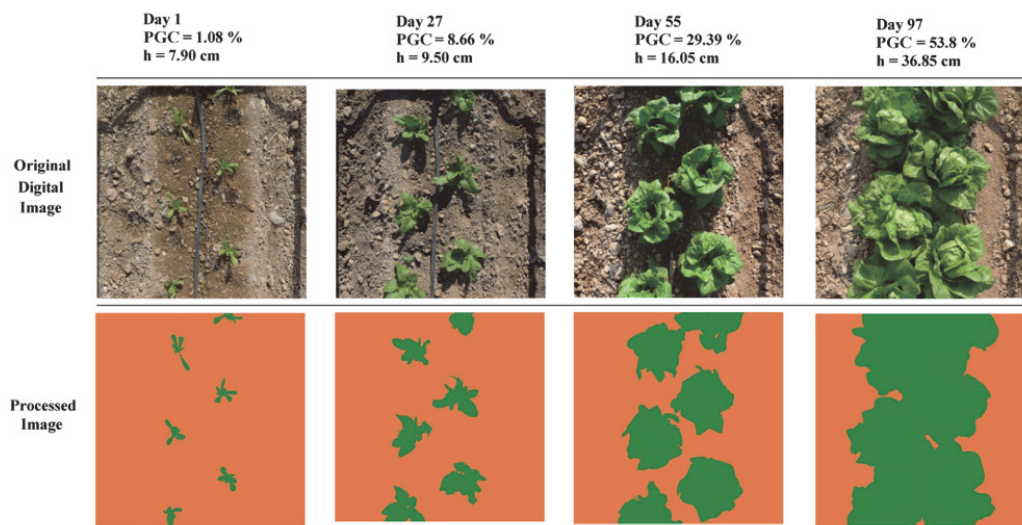 Day 1
PGC = 1.08 %
h = 7.90 cm
Day 27
PGC = 8.66 %
h = 9.50 cm
Day 55
PGC = 29.39 %
h = 16.05 cm
Day 97
PGC = 53.8 %
h = 36.85 cm
Original
Digital
Image
Processed
Image